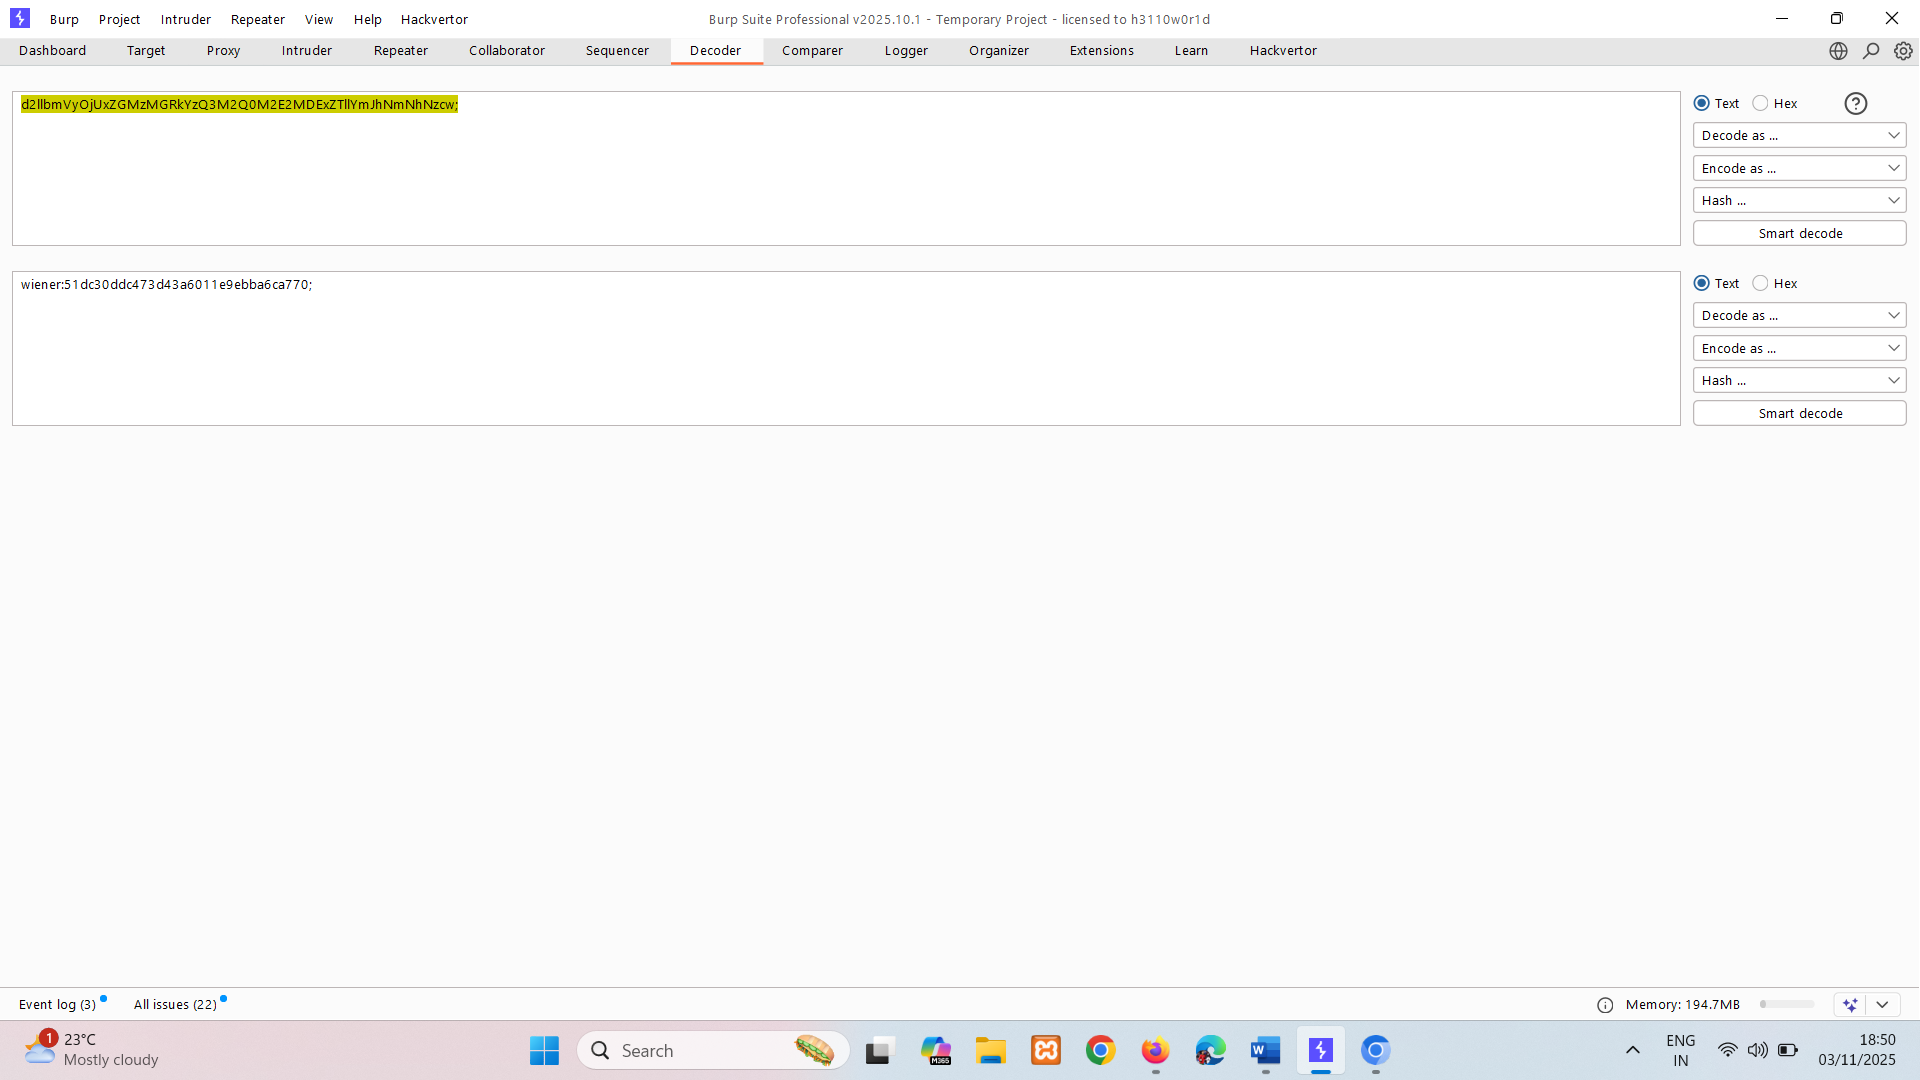 Burp Project Intruder Repeater View Help Hackvertor
Burp Suite Professional v2025.10.1 - Temporary Project - licensed to h3110w0r1d
Dashboard Target Proxy Intruder Repeater Collaborator Sequencer Decoder Comparer Logger Organizer Extensions Learn Hackvertor
d2llbmVyOjUxZGMzMGRkYzQ3M2Q0M2E2MDExZTllYmJhNmNhNzcw;
Text Hex
Decode as ...
Encode as ...
Hash ...
Smart decode
wiener:51dc30ddc473d43a6011e9ebba6ca770;
Text Hex
Decode as ...
Encode as ...
Hash ...
Smart decode
Event log (3) All issues (22)
Memory: 194.7MB
1
23°C
Mostly cloudy
Search
M365
ENG
IN
18:50
03/11/2025